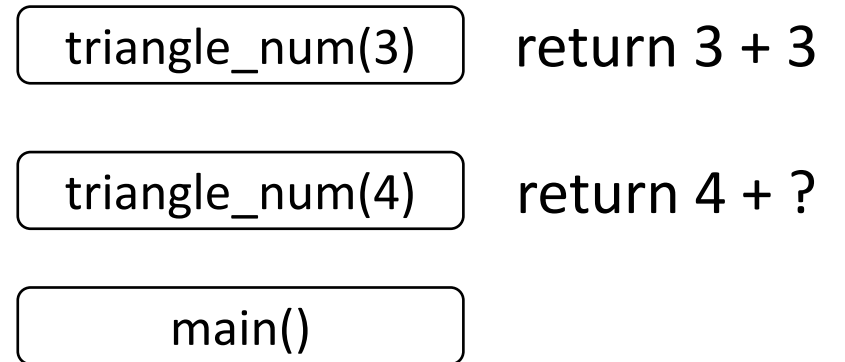 triangle_num(3) return 3 + 3
triangle_num(4) return 4 + ?
main()